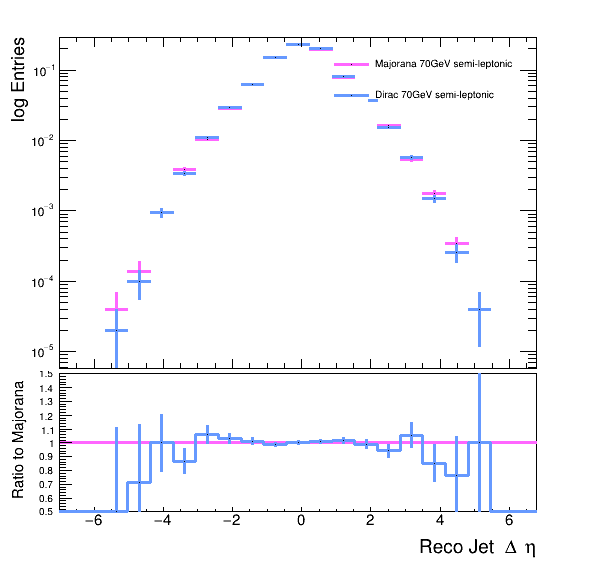 log Entries
10⁻¹
10⁻²
10⁻³
10⁻⁴
10⁻⁵
Majorana 70GeV semi-leptonic
Dirac 70GeV semi-leptonic
Ratio to Majorana
1.5
1.4
1.3
1.2
1.1
1
0.9
0.8
0.7
0.6
0.5
−6 −4 −2 0 2 4 6
Reco Jet Δ η